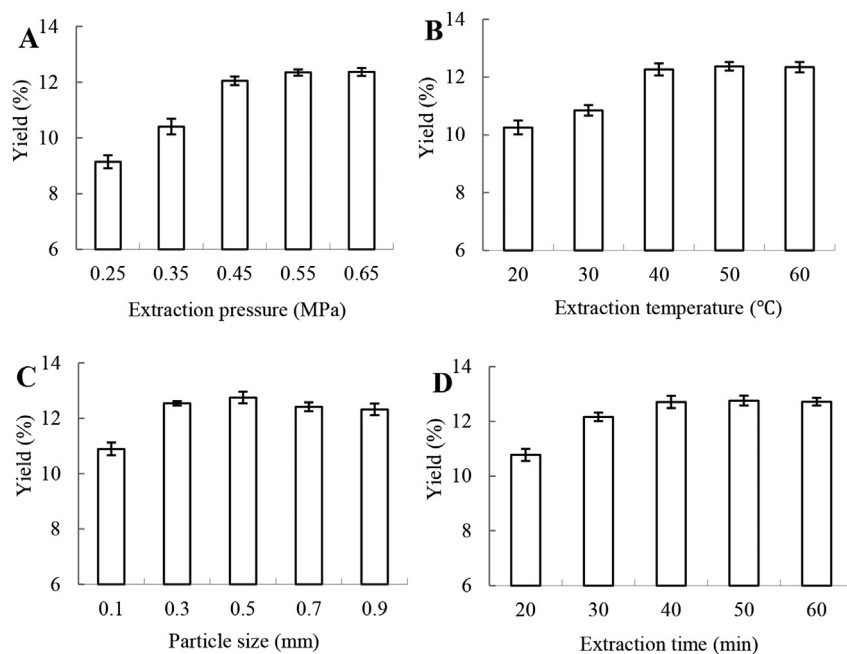 A
Yield (%)
14
12
10
8
6
0.25 0.35 0.45 0.55 0.65
Extraction pressure (MPa)
B
Yield (%)
14
12
10
8
6
20 30 40 50 60
Extraction temperature (℃)
C
Yield (%)
14
12
10
8
6
0.1 0.3 0.5 0.7 0.9
Particle size (mm)
D
Yield (%)
14
12
10
8
6
20 30 40 50 60
Extraction time (min)